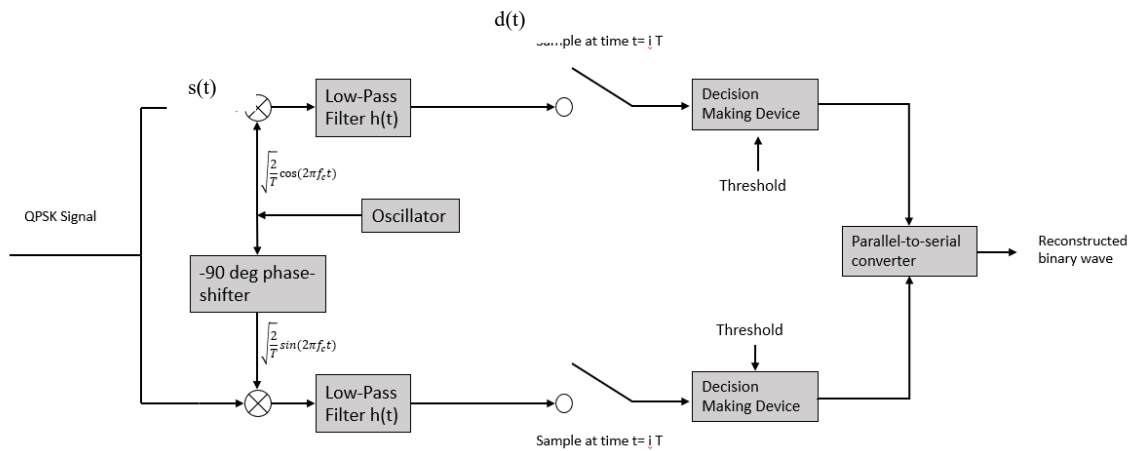 d(t)
Sample at time t= i T
s(t)
Low-Pass
Filter h(t)
Decision
Making Device
√(2/T) cos(2πf_c t)
Threshold
QPSK Signal
Oscillator
-90 deg phase-
shifter
Parallel-to-serial
converter
Reconstructed
binary wave
√(2/T) sin(2πf_c t)
Threshold
Low-Pass
Filter h(t)
Decision
Making Device
Sample at time t= i T